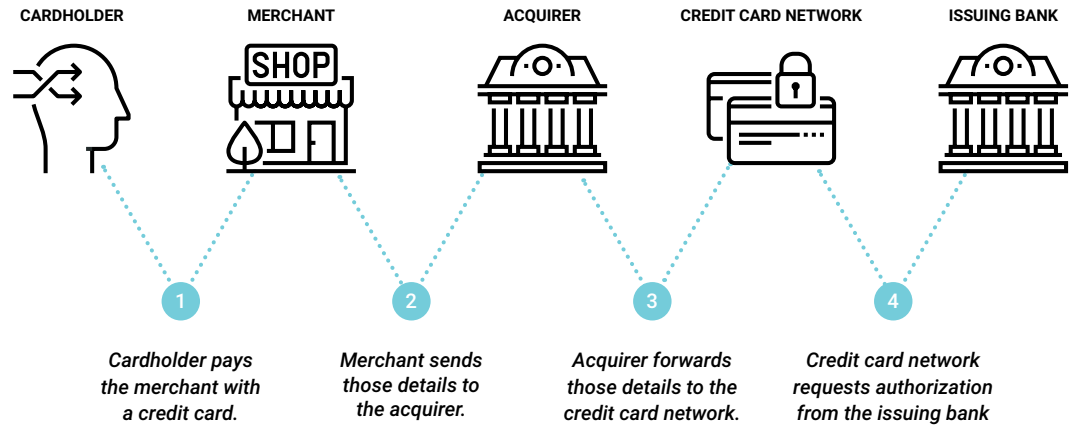 CARDHOLDER
MERCHANT
ACQUIRER
CREDIT CARD NETWORK
ISSUING BANK
SHOP
1
2
3
4
Cardholder pays
the merchant with
a credit card.
Merchant sends
those details to
the acquirer.
Acquirer forwards
those details to the
credit card network.
Credit card network
requests authorization
from the issuing bank